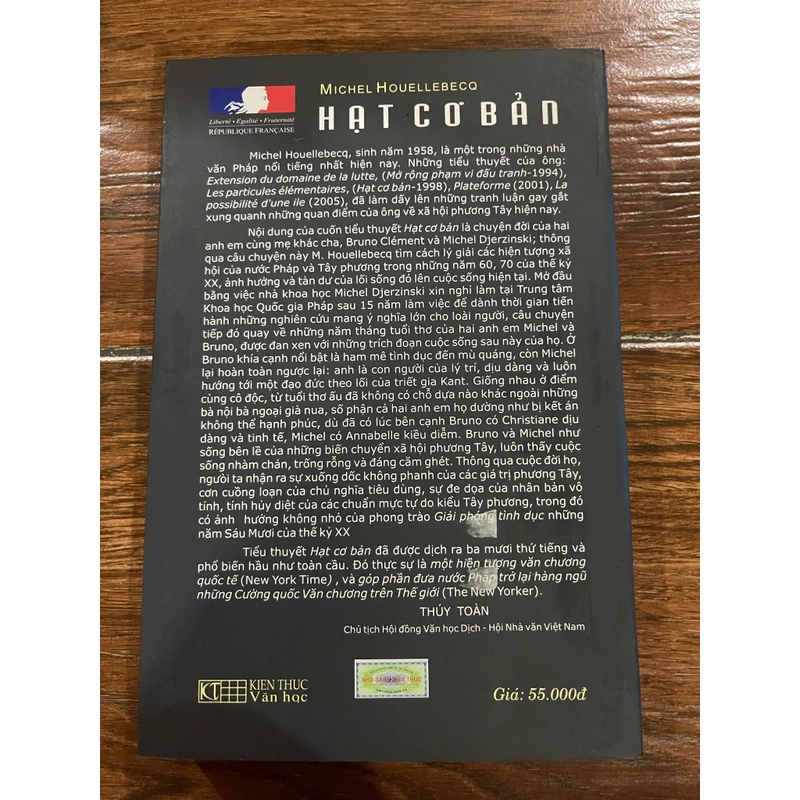 MICHEL HOUELLEBECQ
HẠT CƠ BẢN
Liberté • Egalité • Fraternité
RÉPUBLIQUE FRANÇAISE
Michel Houellebecq, sinh năm 1958, là một trong những nhà
văn Pháp nổi tiếng nhất hiện nay. Những tiểu thuyết của ông:
Extension du domaine de la lutte, (Mở rộng phạm vi đấu tranh-1994),
Les particules élémentaires, (Hạt cơ bản-1998), Plateforme (2001), La
possibilité d'une ile (2005), đã làm dấy lên những tranh luận gay gắt
xung quanh những quan điểm của ông về xã hội phương Tây hiện nay.
Nội dung của cuốn tiểu thuyết Hạt cơ bản là chuyện đời của hai
anh em cùng mẹ khác cha, Bruno Clément và Michel Djerzinski; thông
qua câu chuyện này M. Houellebecq tìm cách lý giải các hiện tượng xã
hội của nước Pháp và Tây phương trong những năm 60, 70 của thế kỷ
XX, ảnh hưởng và tàn dư của lối sống đó lên cuộc sống hiện tại. Mở đầu
bằng việc nhà khoa học Michel Djerzinski xin nghỉ làm tại Trung tâm
Khoa học Quốc gia Pháp sau 15 năm làm việc để dành thời gian tiến
hành những nghiên cứu mang ý nghĩa lớn cho loài người, câu chuyện
tiếp đó quay về những năm tháng tuổi thơ của hai anh em Michel và
Bruno, được đan xen với những trích đoạn cuộc sống sau này của họ. Ở
Bruno khía cạnh nổi bật là ham mê tình dục đến mù quáng, còn Michel
lại hoàn toàn ngược lại: anh là con người của lý trí, dịu dàng và luôn
hướng tới một đạo đức theo lối của triết gia Kant. Giống nhau ở điểm
cùng cô độc, từ tuổi thơ ấu đã không có chỗ dựa nào khác ngoài những
bà nội bà ngoại già nua, số phận cả hai anh em họ dường như bị kết án
không thể hạnh phúc, dù đã có lúc bên cạnh Bruno có Christiane dịu
dàng và tinh tế, Michel có Annabelle kiều diễm. Bruno và Michel như
sống bên lề của những biến chuyển xã hội phương Tây, luôn thấy cuộc
sống nhàm chán, trống rỗng và đáng căm ghét. Thông qua cuộc đời họ,
người ta nhận ra sự xuống dốc không phanh của các giá trị phương Tây,
cơn cuồng loạn của chủ nghĩa tiêu dùng, sự đe dọa của nhân bản vô
tính, tính hủy diệt của các chuẩn mực tự do kiểu Tây phương, trong đó
có ảnh hưởng không nhỏ của phong trào Giải phóng tình dục những
năm Sáu Mươi của thế kỷ XX
Tiểu thuyết Hạt cơ bản đã được dịch ra ba mươi thứ tiếng và
phổ biến hầu như toàn cầu. Đó thực sự là một hiện tượng văn chương
quốc tế (New York Time) , và góp phần đưa nước Pháp trở lại hàng ngũ
những Cường quốc Văn chương trên Thế giới (The New Yorker).
THÚY TOÀN
Chủ tịch Hội đồng Văn học Dịch - Hội Nhà văn Việt Nam
KT
KIẾN THỨC
Văn học
Giá: 55.000đ